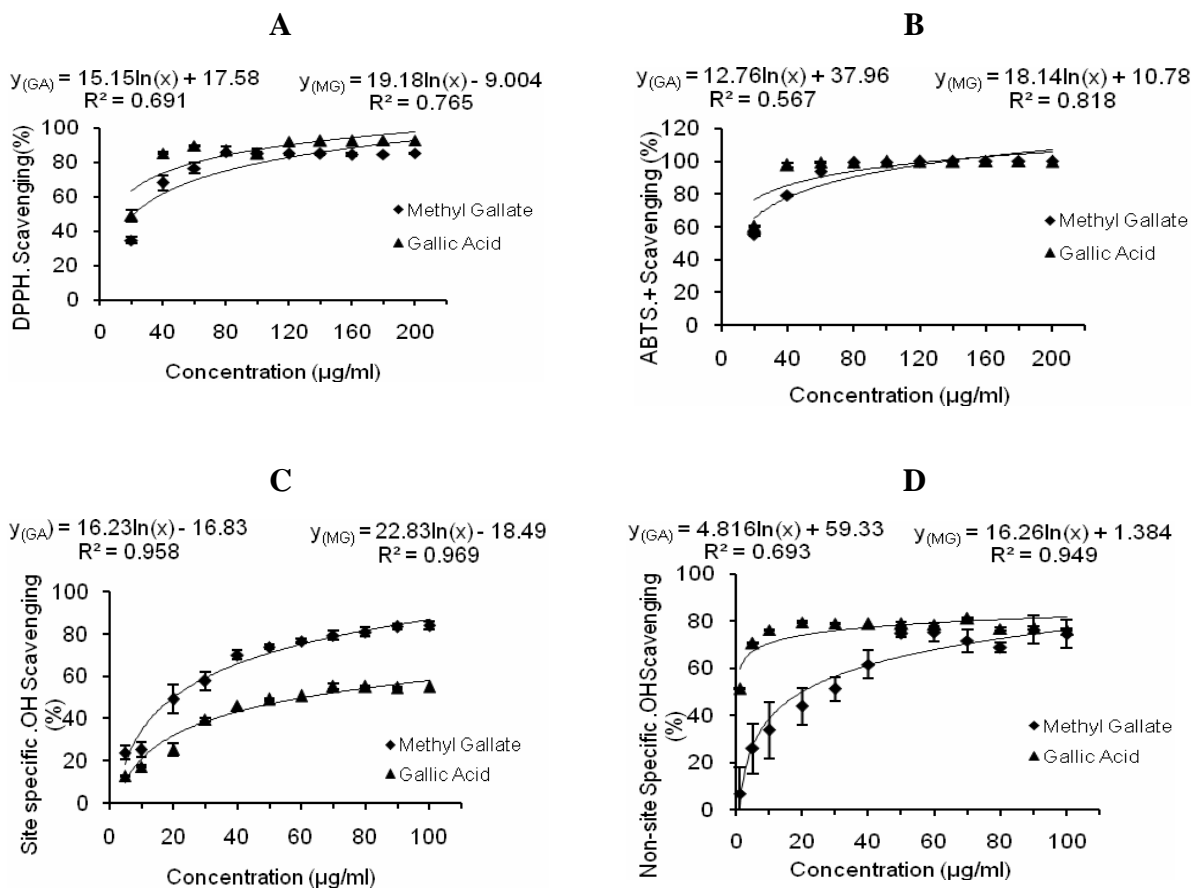 A
y(GA) = 15.15ln(x) + 17.58
R² = 0.691
y(MG) = 19.18ln(x) - 9.004
R² = 0.765
DPPH. Scavenging(%)
100
80
60
40
20
0
Methyl Gallate
Gallic Acid
0 40 80 120 160 200
Concentration (µg/ml)
B
y(GA) = 12.76ln(x) + 37.96
R² = 0.567
y(MG) = 18.14ln(x) + 10.78
R² = 0.818
ABTS.+ Scavenging (%)
120
100
80
60
40
20
0
Methyl Gallate
Gallic Acid
0 40 80 120 160 200
Concentration (µg/ml)
C
y(GA) = 16.23ln(x) - 16.83
R² = 0.958
y(MG) = 22.83ln(x) - 18.49
R² = 0.969
Site specific .OH Scavenging
(%)
100
80
60
40
20
0
Methyl Gallate
Gallic Acid
0 20 40 60 80 100
Concentration (µg/ml)
D
y(GA) = 4.816ln(x) + 59.33
R² = 0.693
y(MG) = 16.26ln(x) + 1.384
R² = 0.949
Non-site Specific .OHScavenging
(%)
100
80
60
40
20
0
Methyl Gallate
Gallic Acid
0 20 40 60 80 100
Concentration (µg/ml)